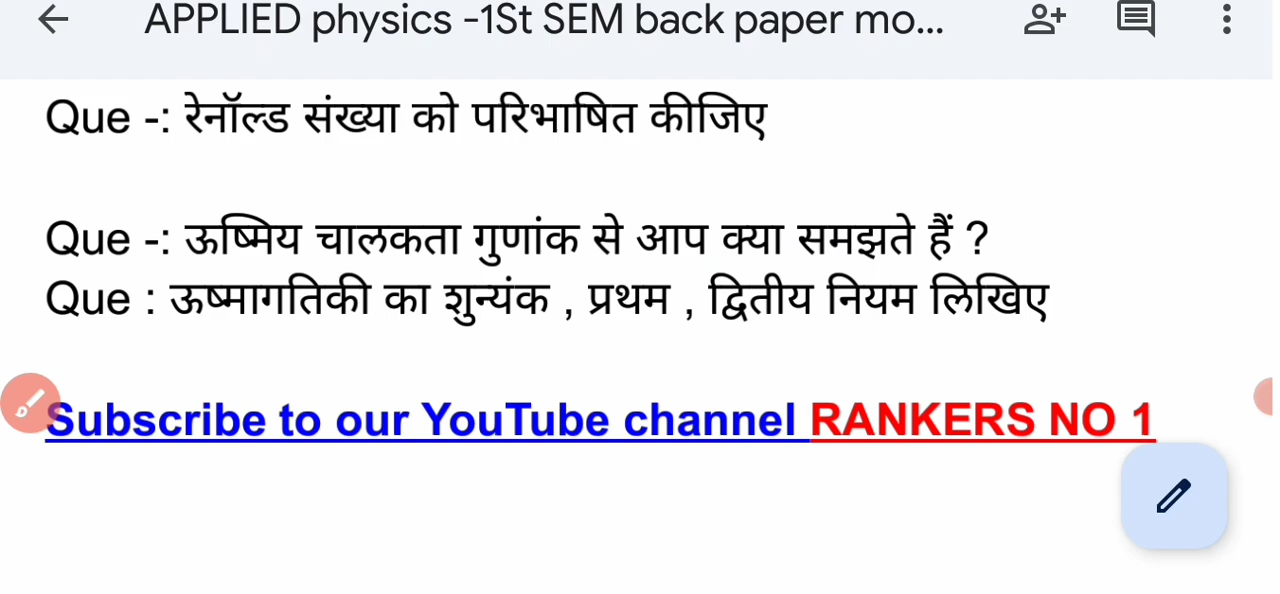 APPLIED physics -1St SEM back paper mo...
Que -: रेनॉल्ड संख्या को परिभाषित कीजिए
Que -: ऊष्मिय चालकता गुणांक से आप क्या समझते हैं ?
Que : ऊष्मागतिकी का शुन्यंक , प्रथम , द्वितीय नियम लिखिए
Subscribe to our YouTube channel RANKERS NO 1